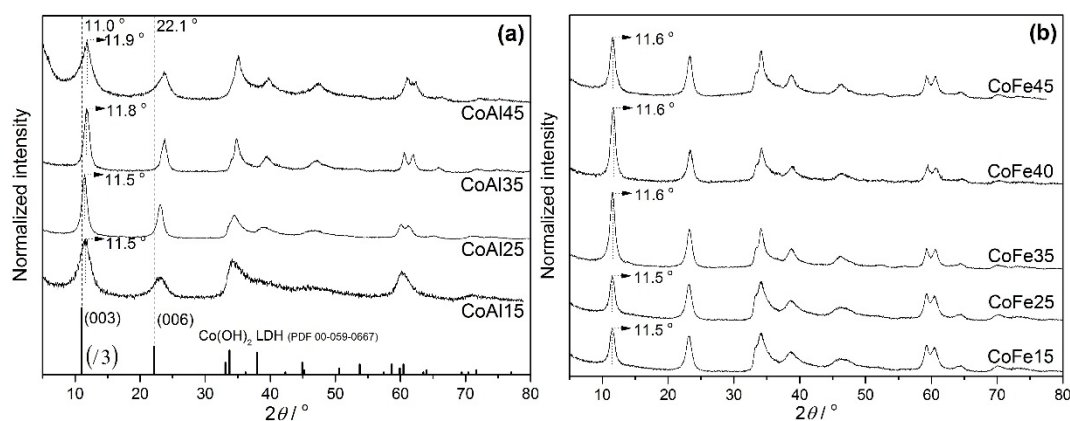 11.0 ° 22.1 ° (a)
11.9 °
CoAl45
11.8 °
CoAl35
11.5 °
CoAl25
11.5 °
CoAl15
(003) (006)
Co(OH)2 LDH (PDF 00-059-0667)
(/3)
10 20 30 40 50 60 70 80
2θ / °
Normalized intensity
(b)
11.6 °
CoFe45
11.6 °
CoFe40
11.6 °
CoFe35
11.5 °
CoFe25
11.5 °
CoFe15
10 20 30 40 50 60 70 80
2θ / °
Normalized intensity